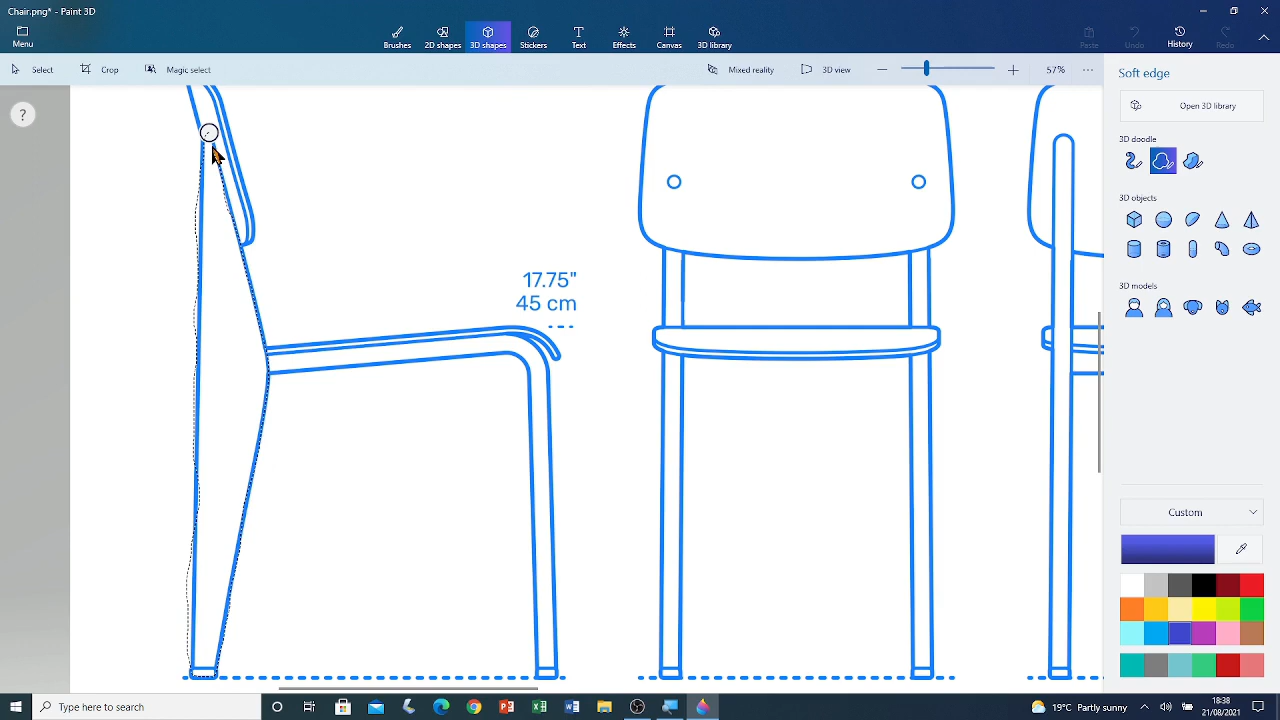 Chair.png* - Paint 3D
Menu
Brushes
2D shapes
3D shapes
Stickers
Text
Effects
Canvas
3D library
Paste
Undo
History
Redo
Select
Crop
Magic select
Mixed reality
3D view
57%
Soft edge
Open 3D library
3D doodle
3D objects
3D models
Custom
?
17.75"
45 cm
Type here to search
19°C Partly sunny
18:38
21/08/2021